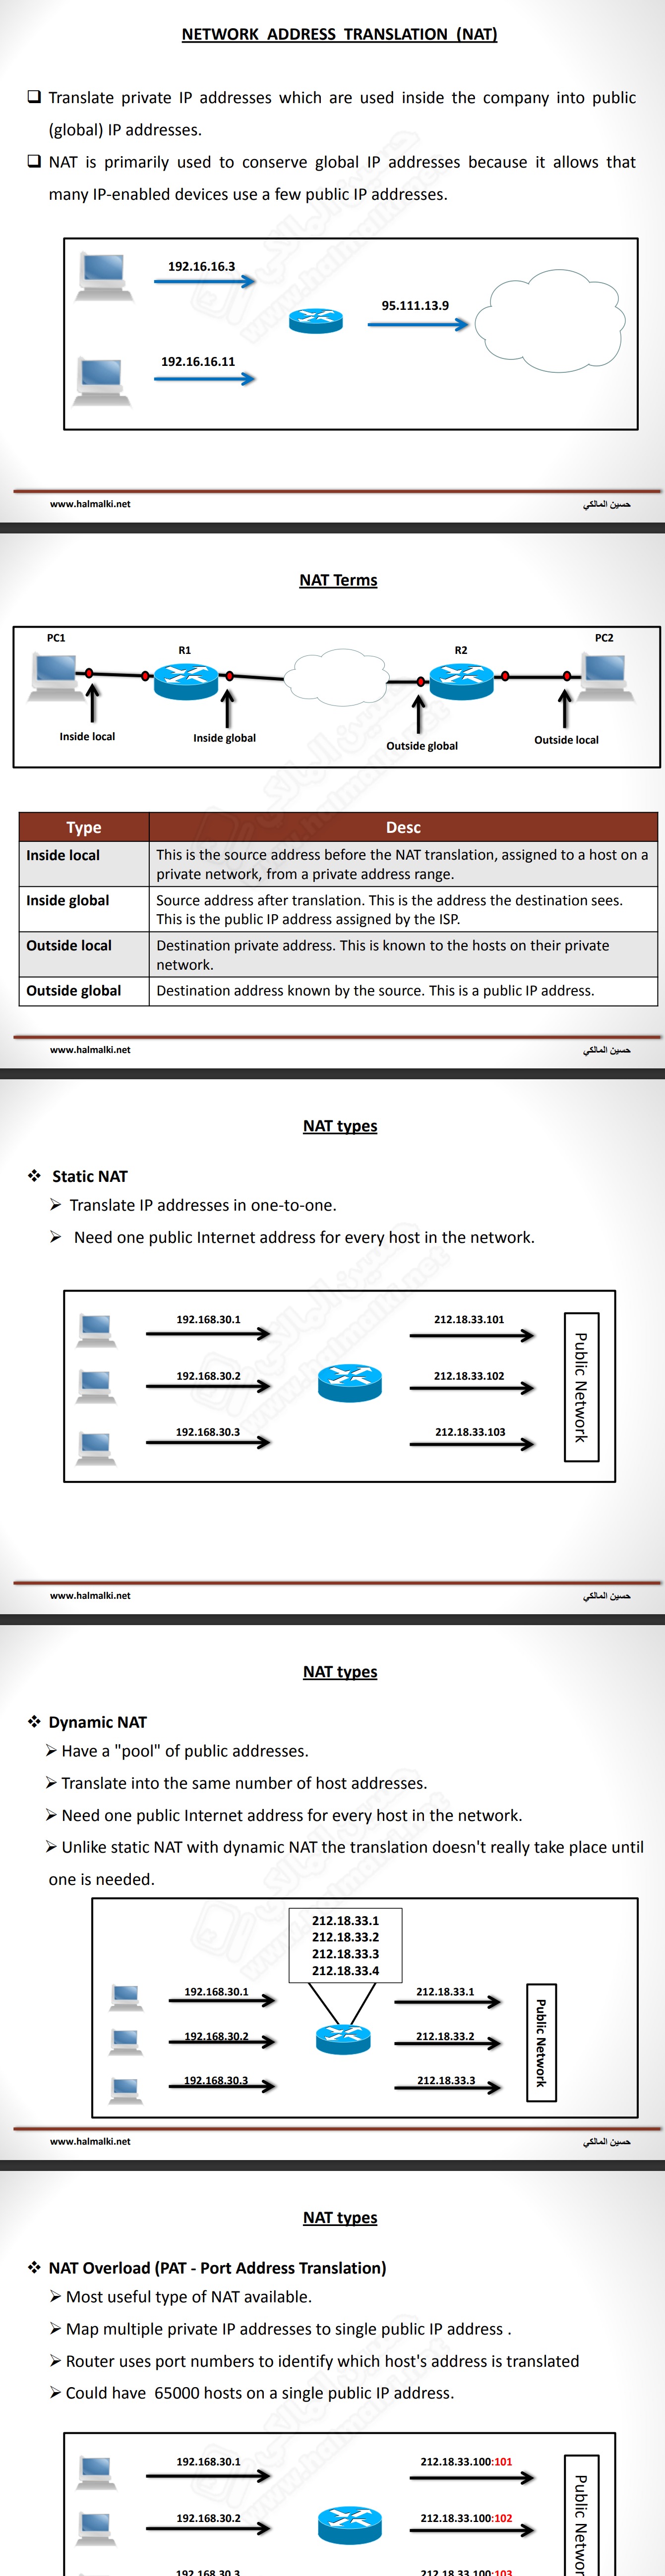 NETWORK ADDRESS TRANSLATION (NAT)
Translate private IP addresses which are used inside the company into public
(global) IP addresses.
NAT is primarily used to conserve global IP addresses because it allows that
many IP-enabled devices use a few public IP addresses.
192.16.16.3
95.111.13.9
192.16.16.11
www.halmalki.net
حسين المالكي
NAT Terms
PC1
PC2
R1
R2
Inside local
Inside global
Outside global
Outside local
Type
Desc
Inside local
This is the source address before the NAT translation, assigned to a host on a
private network, from a private address range.
Inside global
Source address after translation. This is the address the destination sees.
This is the public IP address assigned by the ISP.
Outside local
Destination private address. This is known to the hosts on their private
network.
Outside global
Destination address known by the source. This is a public IP address.
www.halmalki.net
حسين المالكي
NAT types
Static NAT
Translate IP addresses in one-to-one.
Need one public Internet address for every host in the network.
192.168.30.1
212.18.33.101
192.168.30.2
212.18.33.102
192.168.30.3
212.18.33.103
Public Network
www.halmalki.net
حسين المالكي
NAT types
Dynamic NAT
Have a "pool" of public addresses.
Translate into the same number of host addresses.
Need one public Internet address for every host in the network.
Unlike static NAT with dynamic NAT the translation doesn't really take place until
one is needed.
212.18.33.1
212.18.33.2
212.18.33.3
212.18.33.4
192.168.30.1
212.18.33.1
192.168.30.2
212.18.33.2
192.168.30.3
212.18.33.3
Public Network
www.halmalki.net
حسين المالكي
NAT types
NAT Overload (PAT - Port Address Translation)
Most useful type of NAT available.
Map multiple private IP addresses to single public IP address .
Router uses port numbers to identify which host's address is translated
Could have 65000 hosts on a single public IP address.
192.168.30.1
212.18.33.100:101
192.168.30.2
212.18.33.100:102
192.168.30.3
212.18.33.100:103
Public Networ